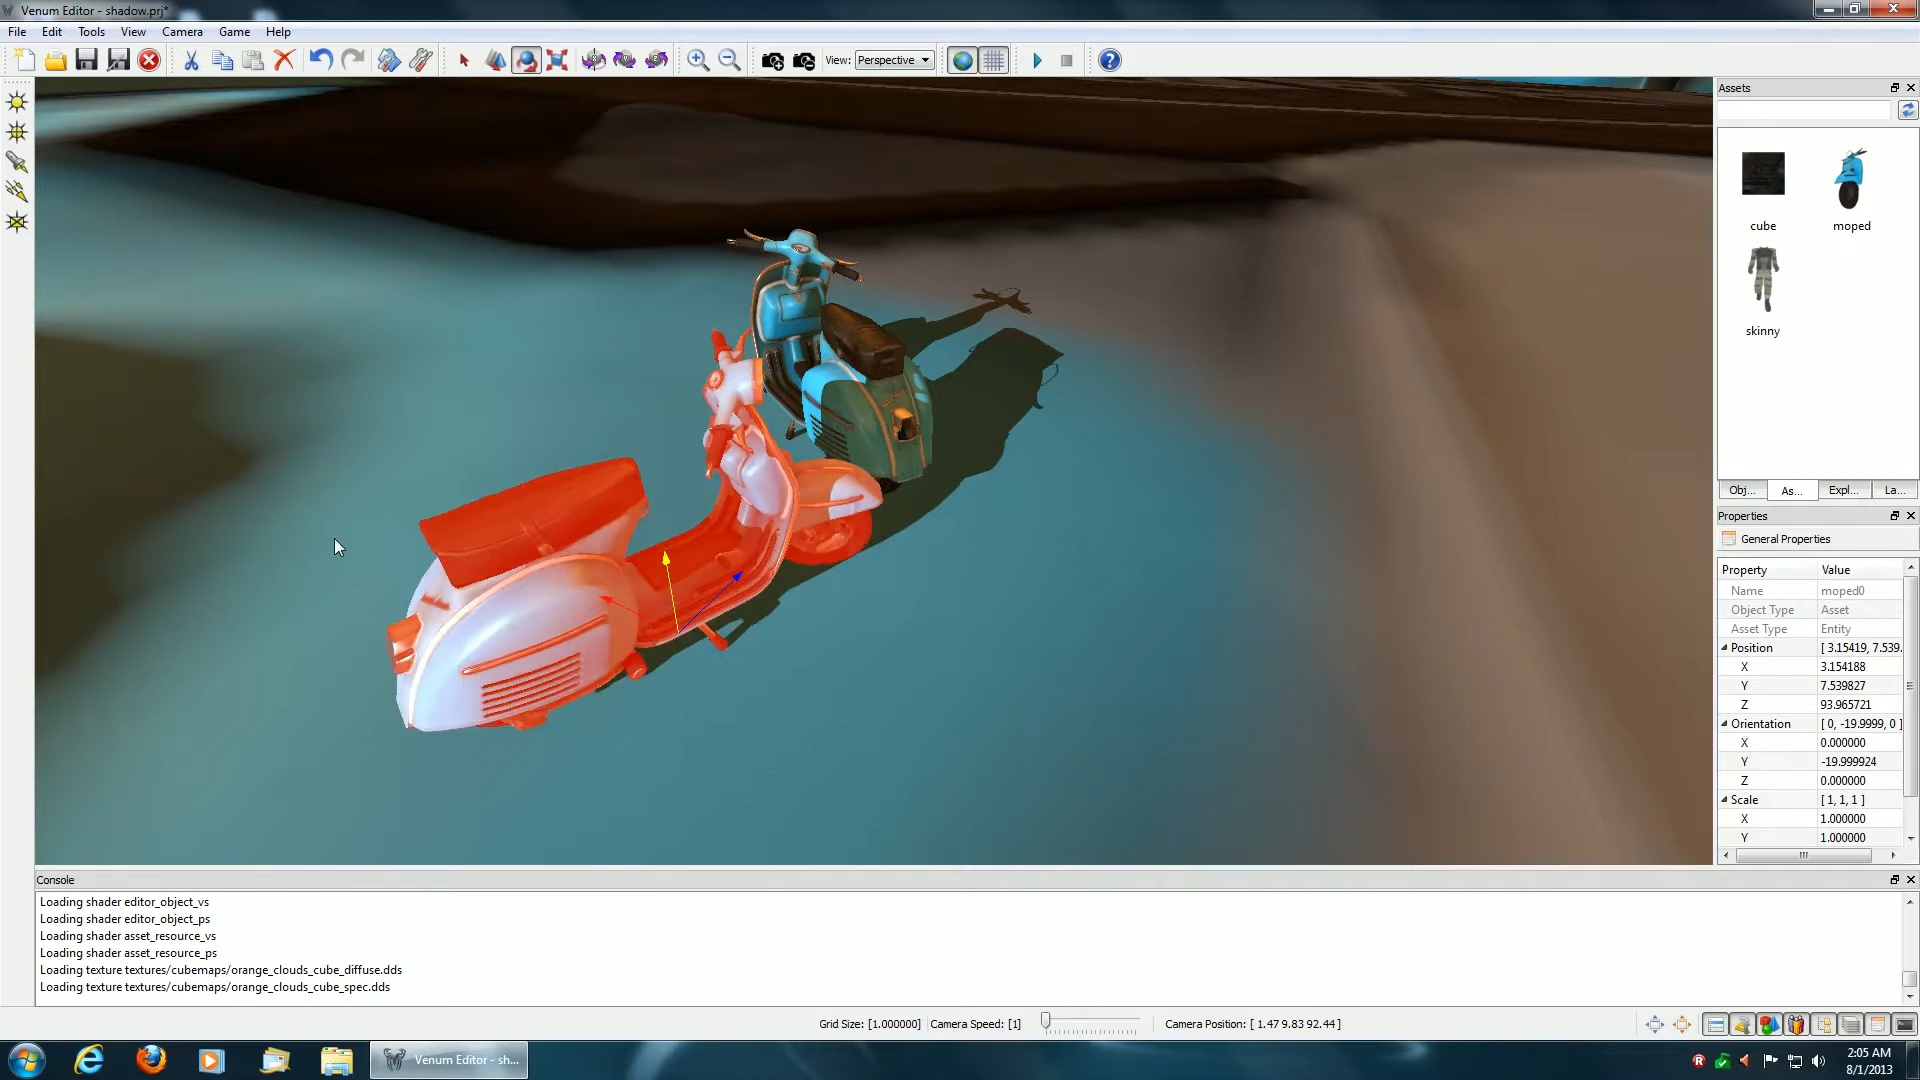 Venum Editor - shadow.prj*
File Edit Tools View Camera Game Help
View: Perspective
Assets
cube moped
skinny
Obj... As... Expl... La...
Properties
General Properties
Property Value
Name moped0
Object Type Asset
Asset Type Entity
Position [ 3.15419, 7.539.
X 3.154188
Y 7.539827
Z 93.965721
Orientation [ 0, -19.9999, 0 ]
X 0.000000
Y -19.999924
Z 0.000000
Scale [ 1, 1, 1 ]
X 1.000000
Y 1.000000
Console
Loading shader editor_object_vs
Loading shader editor_object_ps
Loading shader asset_resource_vs
Loading shader asset_resource_ps
Loading texture textures/cubemaps/orange_clouds_cube_diffuse.dds
Loading texture textures/cubemaps/orange_clouds_cube_spec.dds
Grid Size: [1.000000] Camera Speed: [1] Camera Position: [ 1.47 9.83 92.44 ]
Venum Editor - sh...
2:05 AM
8/1/2013